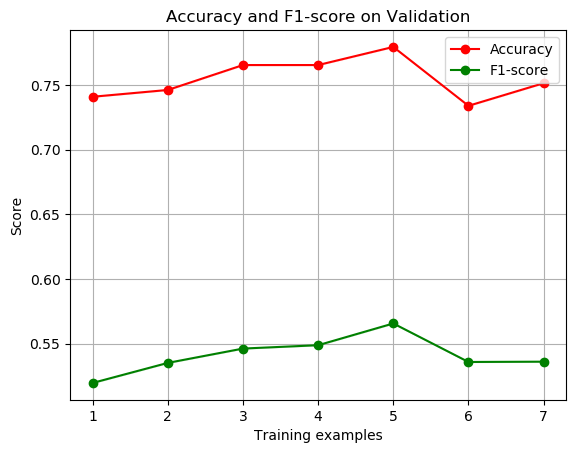 Accuracy and F1-score on Validation
Accuracy
F1-score
Score
0.75
0.70
0.65
0.60
0.55
1 2 3 4 5 6 7
Training examples